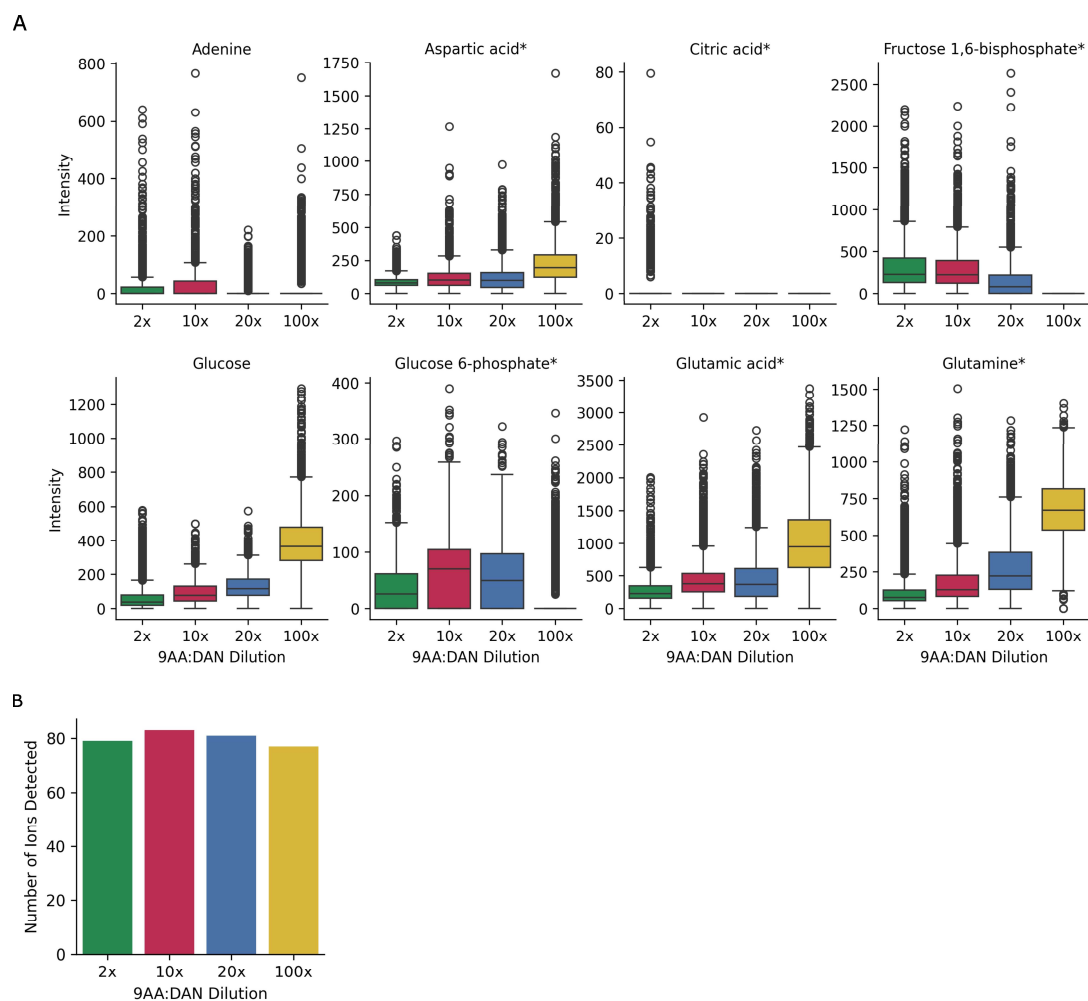 A
Adenine
Aspartic acid*
Citric acid*
Fructose 1,6-bisphosphate*
Intensity
800
600
400
200
0
1750
1500
1250
1000
750
500
250
0
80
60
40
20
0
2500
2000
1500
1000
500
0
2x 10x 20x 100x
2x 10x 20x 100x
2x 10x 20x 100x
2x 10x 20x 100x
Glucose
Glucose 6-phosphate*
Glutamic acid*
Glutamine*
Intensity
1200
1000
800
600
400
200
0
400
300
200
100
0
3500
3000
2500
2000
1500
1000
500
0
1500
1250
1000
750
500
250
0
2x 10x 20x 100x
2x 10x 20x 100x
2x 10x 20x 100x
2x 10x 20x 100x
9AA:DAN Dilution
9AA:DAN Dilution
9AA:DAN Dilution
9AA:DAN Dilution
B
Number of Ions Detected
80
60
40
20
0
2x 10x 20x 100x
9AA:DAN Dilution